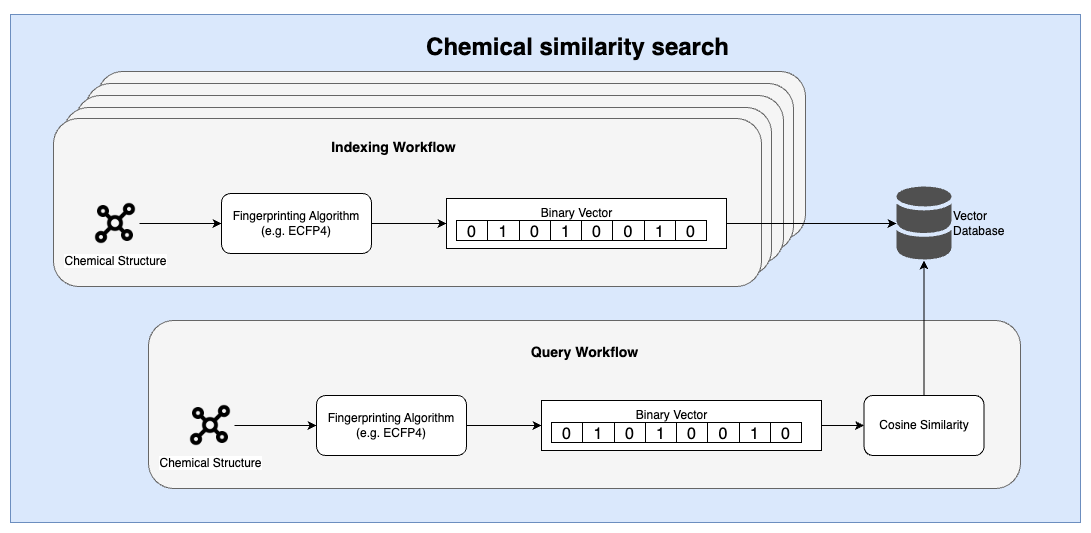 Chemical similarity search
Indexing Workflow
Chemical Structure
Fingerprinting Algorithm
(e.g. ECFP4)
Binary Vector
0 1 0 1 0 0 1 0
Vector
Database
Query Workflow
Chemical Structure
Fingerprinting Algorithm
(e.g. ECFP4)
Binary Vector
0 1 0 1 0 0 1 0
Cosine Similarity